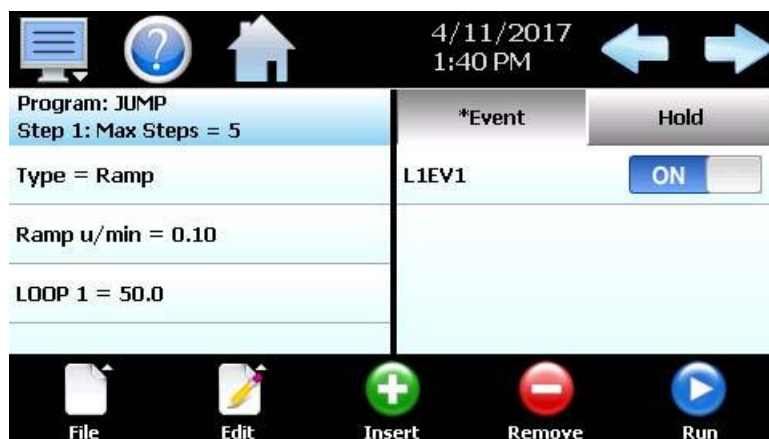 ?
4/11/2017
1:40 PM
Program: JUMP
Step 1: Max Steps = 5
*Event
Hold
Type = Ramp
L1EV1
ON
Ramp u/min = 0.10
LOOP 1 = 50.0
File
Edit
Insert
Remove
Run